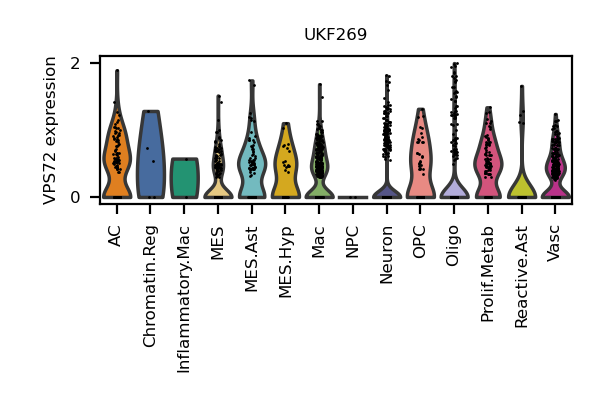 UKF269
VPS72 expression
2
0
AC
Chromatin.Reg
Inflammatory.Mac
MES
MES.Ast
MES.Hyp
Mac
NPC
Neuron
OPC
Oligo
Prolif.Metab
Reactive.Ast
Vasc